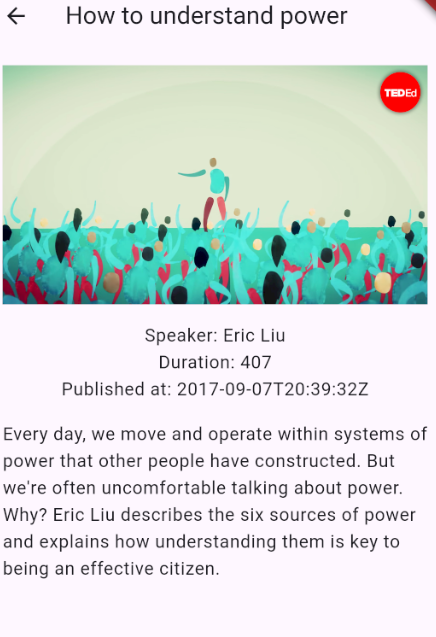 How to understand power
TEDEd
Speaker: Eric Liu
Duration: 407
Published at: 2017-09-07T20:39:32Z
Every day, we move and operate within systems of
power that other people have constructed. But
we're often uncomfortable talking about power.
Why? Eric Liu describes the six sources of power
and explains how understanding them is key to
being an effective citizen.